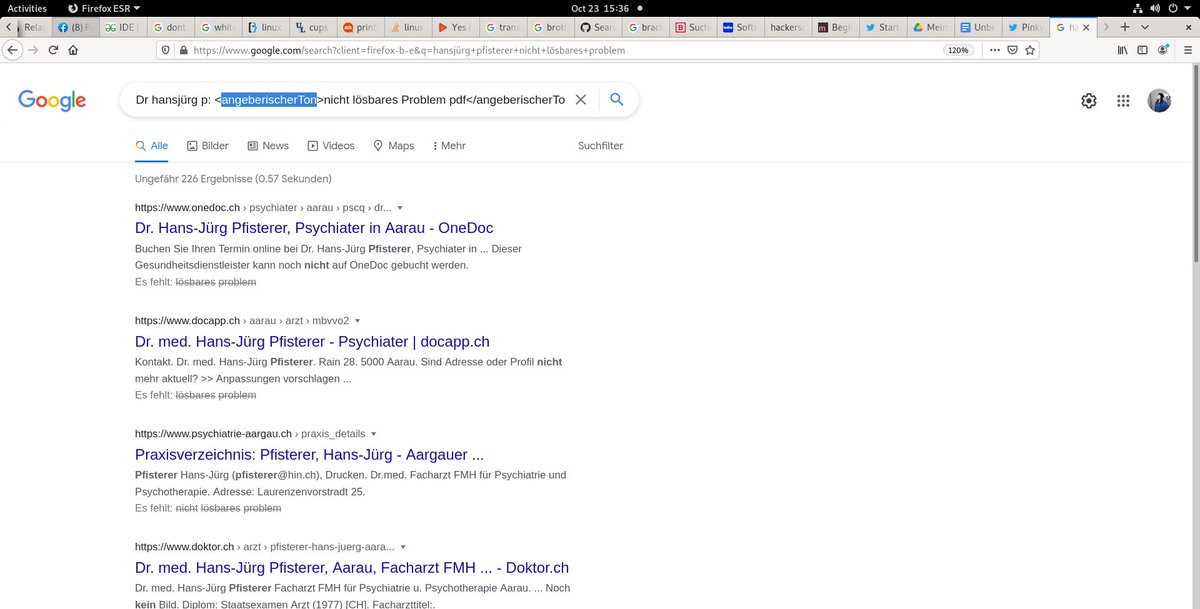 Activities Firefox ESR Oct 23 15:36
Rela (8) Fa IDE dont white linux cups print linux Yes I trans broth Sear brack Such Softv hackersc Begi Start Mein Unbe Pinky ha
https://www.google.com/search?client=firefox-b-e&q=hansjürg+pfisterer+nicht+lösbares+problem 120%
Google
Dr hansjürg p: <angeberischerTon>nicht lösbares Problem pdf</angeberischerTo
Alle Bilder News Videos Maps Mehr Suchfilter
Ungefähr 226 Ergebnisse (0.57 Sekunden)
https://www.onedoc.ch › psychiater › aarau › pscq › dr...
Dr. Hans-Jürg Pfisterer, Psychiater in Aarau - OneDoc
Buchen Sie Ihren Termin online bei Dr. Hans-Jürg Pfisterer, Psychiater in ... Dieser
Gesundheitsdienstleister kann noch nicht auf OneDoc gebucht werden.
Es fehlt: lösbares problem
https://www.docapp.ch › aarau › arzt › mbvvo2
Dr. med. Hans-Jürg Pfisterer - Psychiater | docapp.ch
Kontakt. Dr. med. Hans-Jürg Pfisterer. Rain 28. 5000 Aarau. Sind Adresse oder Profil nicht
mehr aktuell? >> Anpassungen vorschlagen ...
Es fehlt: lösbares problem
https://www.psychiatrie-aargau.ch › praxis_details
Praxisverzeichnis: Pfisterer, Hans-Jürg - Aargauer ...
Pfisterer Hans-Jürg (pfisterer@hin.ch), Drucken. Dr.med. Facharzt FMH für Psychiatrie und
Psychotherapie. Adresse: Laurenzenvorstradt 25.
Es fehlt: nicht lösbares problem
https://www.doktor.ch › arzt › pfisterer-hans-juerg-aara...
Dr. med. Hans-Jürg Pfisterer, Aarau, Facharzt FMH ... - Doktor.ch
Dr. med. Hans-Jürg Pfisterer Facharzt FMH für Psychiatrie u. Psychotherapie Aarau. ... Noch
kein Bild. Diplom: Staatsexamen Arzt (1977) [CH]. Facharzttitel:.